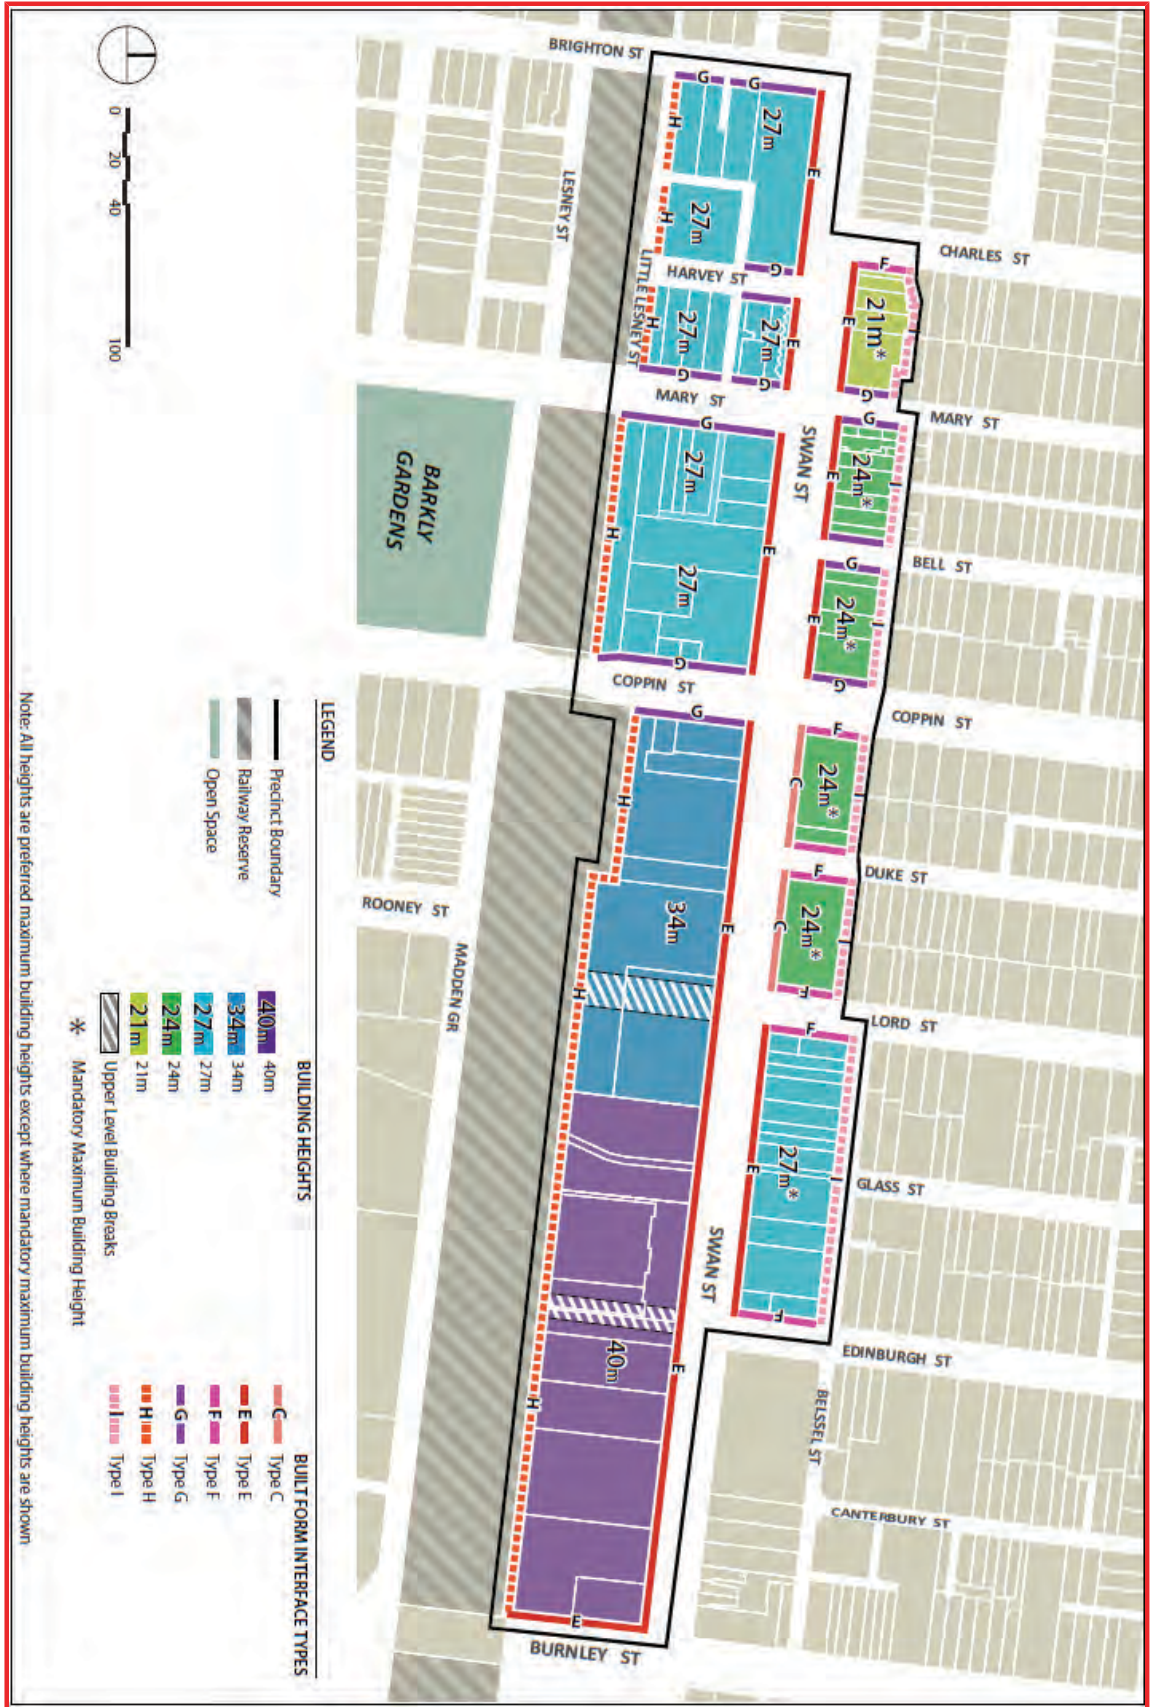 BRIGHTON ST
CHARLES ST
LESNEY ST
LITTLE LESNEY ST
HARVEY ST
MARY ST
MARY ST
SWAN ST
BELL ST
BARKLY
GARDENS
COPPIN ST
COPPIN ST
DUKE ST
ROONEY ST
MADDEN GR
LORD ST
GLASS ST
SWAN ST
EDINBURGH ST
BELSSEL ST
CANTERBURY ST
BURNLEY ST
G
G
27m
E
H
27m
H
G
27m
H
G
27m
E
G
F
21m*
E
I
G
G
24m*
E
I
G
24m*
E
I
G
G
27m
27m
E
H
G
F
24m*
C
I
F
24m*
C
I
F
G
34m
E
H
H
F
27m*
E
I
F
40m
E
H
E
0 20 40 100
LEGEND
Precinct Boundary
Railway Reserve
Open Space
BUILDING HEIGHTS
40m 40m
34m 34m
27m 27m
24m 24m
21m 21m
Upper Level Building Breaks
* Mandatory Maximum Building Height
BUILT FORM INTERFACE TYPES
C Type C
E Type E
F Type F
G Type G
H Type H
I Type I
Note: All heights are preferred maximum building heights except where mandatory maximum building heights are shown